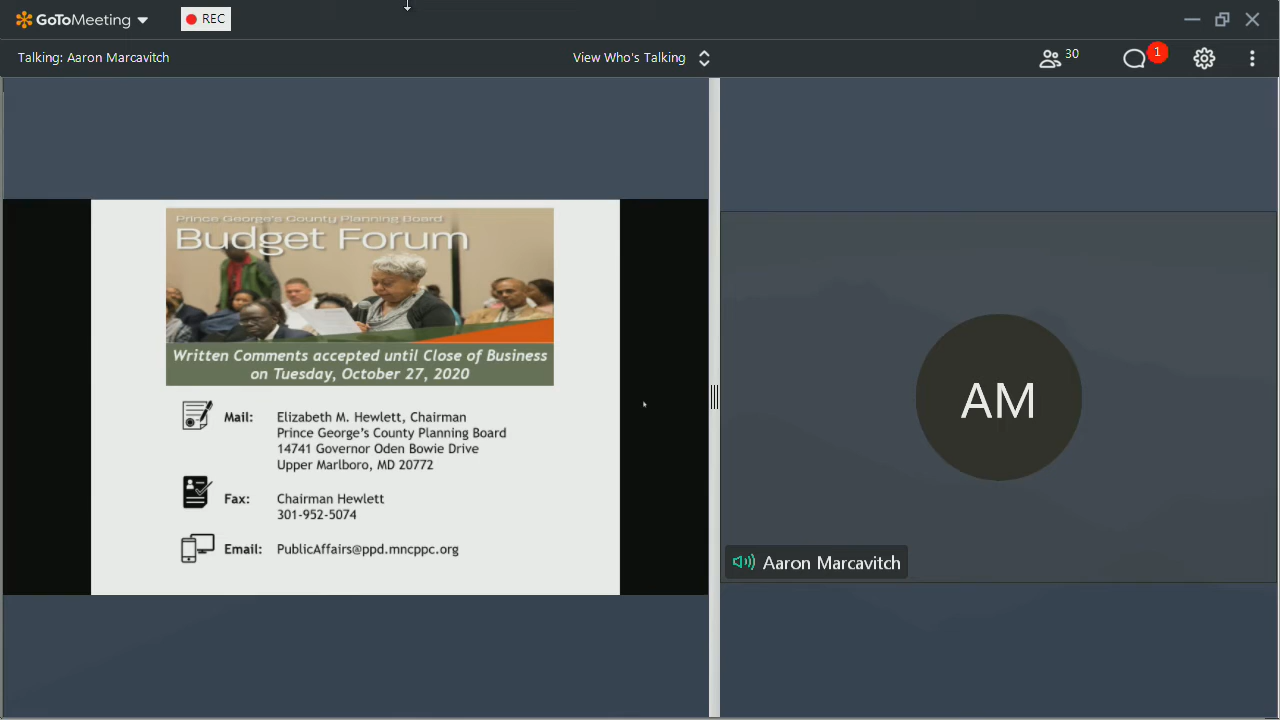 GoToMeeting
REC
Talking: Aaron Marcavitch
View Who's Talking
30
1
Prince George's County Planning Board
Budget Forum
Written Comments accepted until Close of Business
on Tuesday, October 27, 2020
Mail: Elizabeth M. Hewlett, Chairman
Prince George's County Planning Board
14741 Governor Oden Bowie Drive
Upper Marlboro, MD 20772
Fax: Chairman Hewlett
301-952-5074
Email: PublicAffairs@ppd.mncppc.org
AM
Aaron Marcavitch